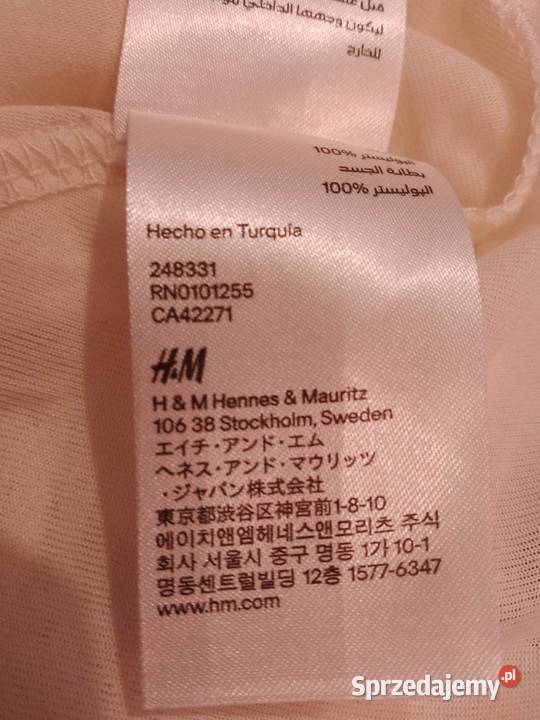 ليكون وجهها الداخلي
للخارج
البوليستر 100%
بطانة الجسد
البوليستر 100%
Hecho en Turquía
248331
RN0101255
CA42271
H&M
H & M Hennes & Mauritz
106 38 Stockholm, Sweden
エイチ・アンド・エム
ヘネス・アンド・マウリッツ
・ジャパン株式会社
東京都渋谷区神宮前1-8-10
에이치앤엠헤네스앤모리츠 주식
회사 서울시 중구 명동 1가 10-1
명동센트럴빌딩 12층 1577-6347
www.hm.com
Sprzedajemy.pl